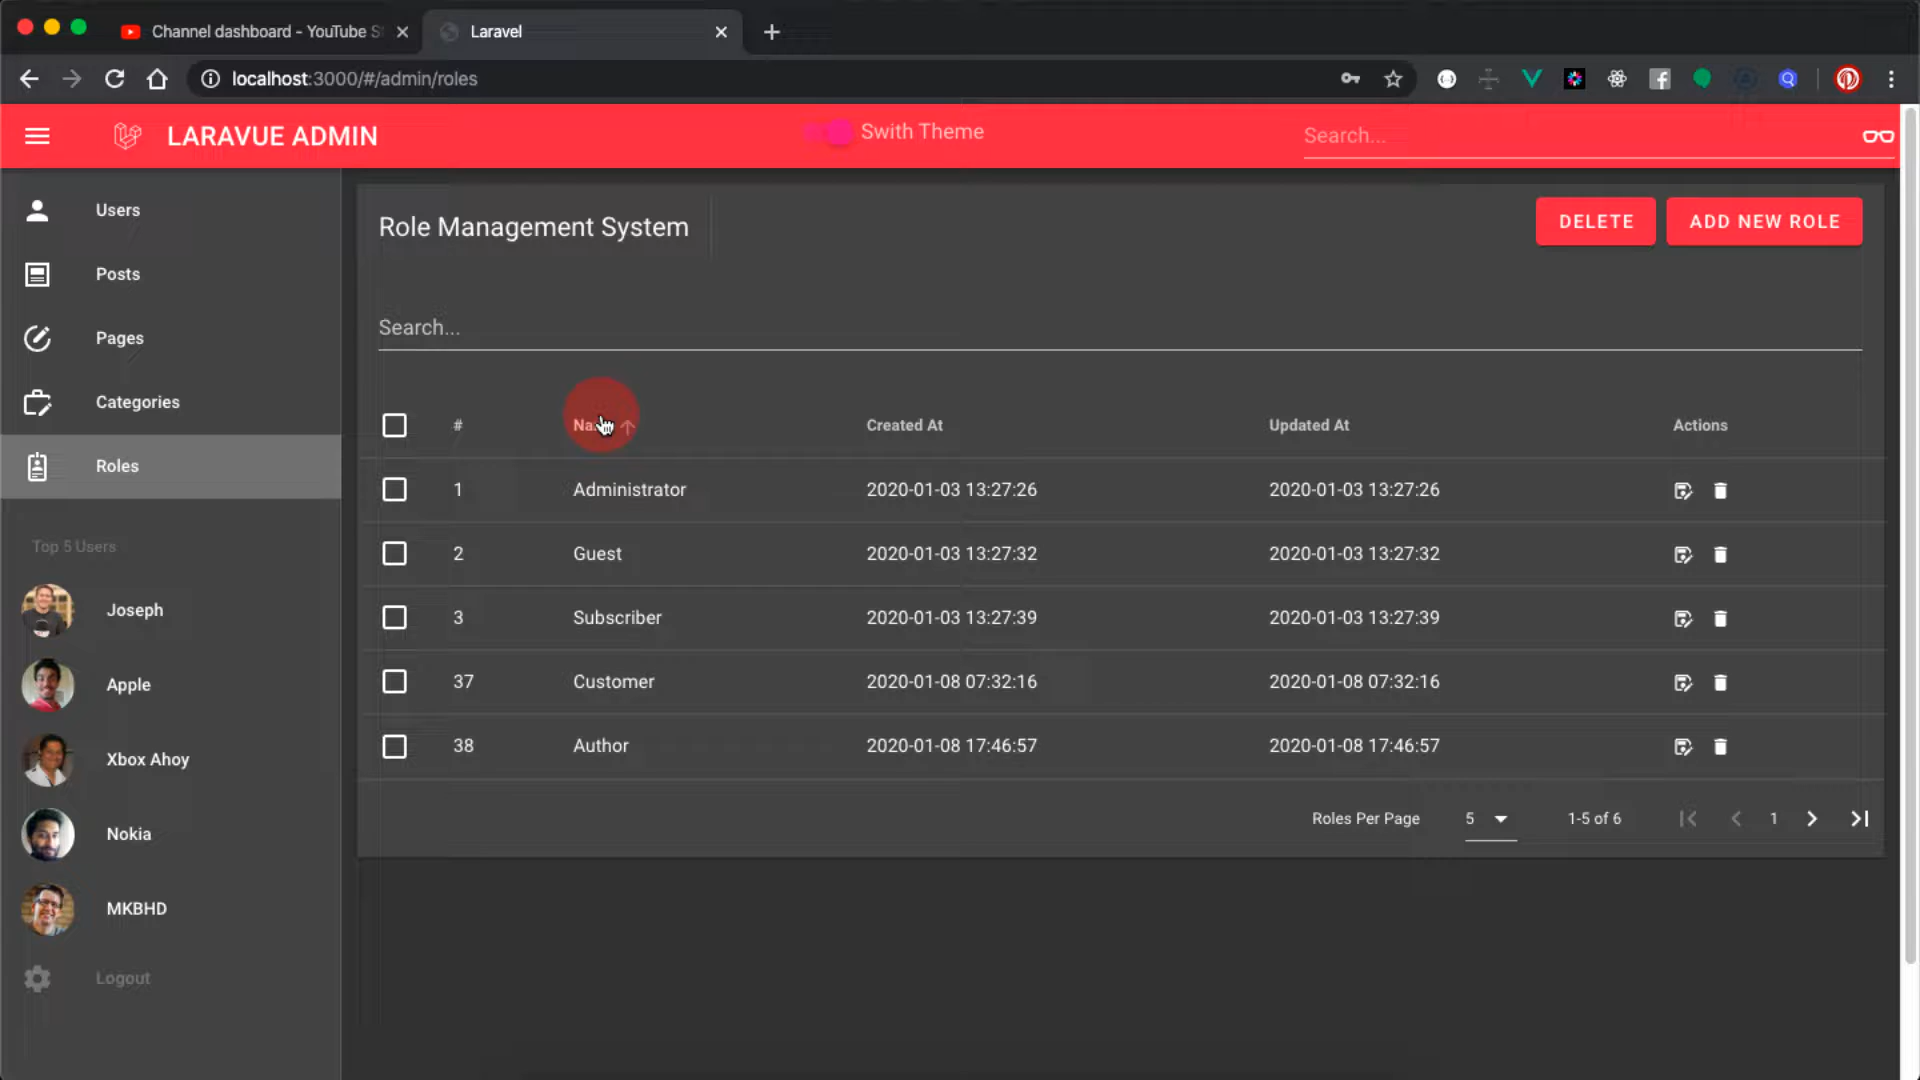 Channel dashboard - YouTube S
Laravel
localhost:3000/#/admin/roles
LARAVUE ADMIN
Swith Theme
Search...
Users
Posts
Pages
Categories
Roles
Top 5 Users
Joseph
Apple
Xbox Ahoy
Nokia
MKBHD
Logout
Role Management System
DELETE
ADD NEW ROLE
Search...
# Created At Updated At Actions
1 Administrator 2020-01-03 13:27:26 2020-01-03 13:27:26
2 Guest 2020-01-03 13:27:32 2020-01-03 13:27:32
3 Subscriber 2020-01-03 13:27:39 2020-01-03 13:27:39
37 Customer 2020-01-08 07:32:16 2020-01-08 07:32:16
38 Author 2020-01-08 17:46:57 2020-01-08 17:46:57
Roles Per Page 5 1-5 of 6 1